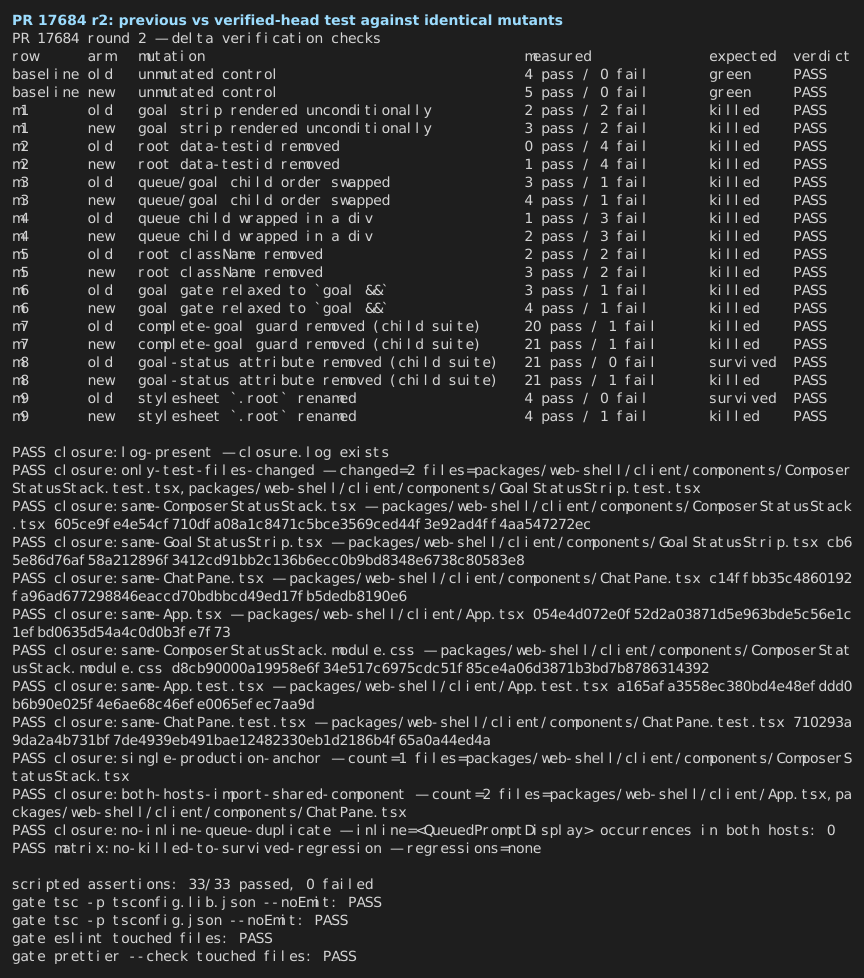 PR 17684 r2: previous vs verified-head test against identical mutants
PR 17684 round 2 — delta verification checks
row arm mutation measured expected verdict
baseline old unmutated control 4 pass / 0 fail green PASS
baseline new unmutated control 5 pass / 0 fail green PASS
m1 old goal strip rendered unconditionally 2 pass / 2 fail killed PASS
m1 new goal strip rendered unconditionally 3 pass / 2 fail killed PASS
m2 old root data-testid removed 0 pass / 4 fail killed PASS
m2 new root data-testid removed 1 pass / 4 fail killed PASS
m3 old queue/goal child order swapped 3 pass / 1 fail killed PASS
m3 new queue/goal child order swapped 4 pass / 1 fail killed PASS
m4 old queue child wrapped in a div 1 pass / 3 fail killed PASS
m4 new queue child wrapped in a div 2 pass / 3 fail killed PASS
m5 old root className removed 2 pass / 2 fail killed PASS
m5 new root className removed 3 pass / 2 fail killed PASS
m6 old goal gate relaxed to `goal &&` 3 pass / 1 fail killed PASS
m6 new goal gate relaxed to `goal &&` 4 pass / 1 fail killed PASS
m7 old complete-goal guard removed (child suite) 20 pass / 1 fail killed PASS
m7 new complete-goal guard removed (child suite) 21 pass / 1 fail killed PASS
m8 old goal-status attribute removed (child suite) 21 pass / 0 fail survived PASS
m8 new goal-status attribute removed (child suite) 21 pass / 1 fail killed PASS
m9 old stylesheet `.root` renamed 4 pass / 0 fail survived PASS
m9 new stylesheet `.root` renamed 4 pass / 1 fail killed PASS
PASS closure:log-present — closure.log exists
PASS closure:only-test-files-changed — changed=2 files=packages/web-shell/client/components/Composer
StatusStack.test.tsx,packages/web-shell/client/components/GoalStatusStrip.test.tsx
PASS closure:same-ComposerStatusStack.tsx — packages/web-shell/client/components/ComposerStatusStack
.tsx 605ce9fe4e54cf710dfa08a1c8471c5bce3569ced44f3e92ad4ff4aa547272ec
PASS closure:same-GoalStatusStrip.tsx — packages/web-shell/client/components/GoalStatusStrip.tsx cb6
5e86d76af58a212896f3412cd91bb2c136b6ecc0b9bd8348e6738c80583e8
PASS closure:same-ChatPane.tsx — packages/web-shell/client/components/ChatPane.tsx c14ffbb35c4860192
fa96ad677298846eaccd70bdbbcd49ed17fb5dedb8190e6
PASS closure:same-App.tsx — packages/web-shell/client/App.tsx 054e4d072e0f52d2a03871d5e963bde5c56e1c
1efbd0635d54a4c0d0b3fe7f73
PASS closure:same-ComposerStatusStack.module.css — packages/web-shell/client/components/ComposerStat
usStack.module.css d8cb90000a19958e6f34e517c6975cdc51f85ce4a06d3871b3bd7b8786314392
PASS closure:same-App.test.tsx — packages/web-shell/client/App.test.tsx a165afa3558ec380bd4e48efddd0
b6b90e025f4e6ae68c46efe0065efec7aa9d
PASS closure:same-ChatPane.test.tsx — packages/web-shell/client/components/ChatPane.test.tsx 710293a
9da2a4b731bf7de4939eb491bae12482330eb1d2186b4f65a0a44ed4a
PASS closure:single-production-anchor — count=1 files=packages/web-shell/client/components/ComposerS
tatusStack.tsx
PASS closure:both-hosts-import-shared-component — count=2 files=packages/web-shell/client/App.tsx,pa
ckages/web-shell/client/components/ChatPane.tsx
PASS closure:no-inline-queue-duplicate — inline=<QueuedPromptDisplay> occurrences in both hosts: 0
PASS matrix:no-killed-to-survived-regression — regressions=none
scripted assertions: 33/33 passed, 0 failed
gate tsc -p tsconfig.lib.json --noEmit: PASS
gate tsc -p tsconfig.json --noEmit: PASS
gate eslint touched files: PASS
gate prettier --check touched files: PASS